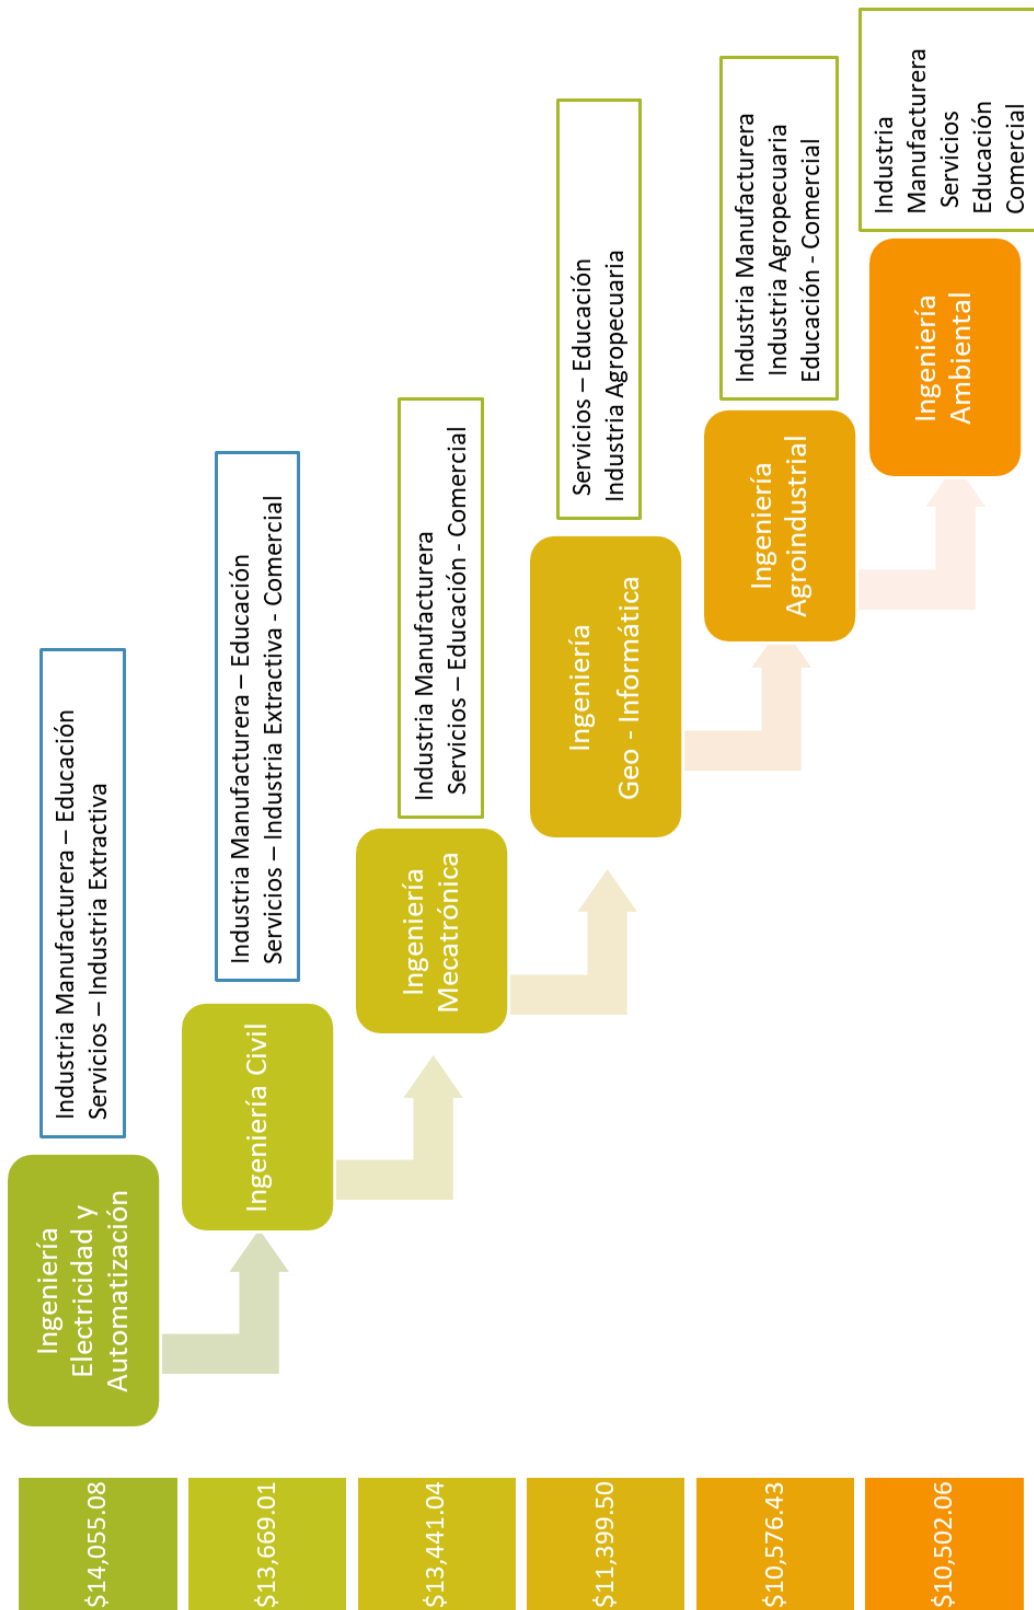 $14,055.08
Ingeniería
Electricidad y
Automatización
Industria Manufacturera – Educación
Servicios – Industria Extractiva
$13,669.01
Ingeniería Civil
Industria Manufacturera – Educación
Servicios – Industria Extractiva - Comercial
$13,441.04
Ingeniería
Mecatrónica
Industria Manufacturera
Servicios – Educación - Comercial
$11,399.50
Ingeniería
Geo - Informática
Servicios – Educación
Industria Agropecuaria
$10,576.43
Ingeniería
Agroindustrial
Industria Manufacturera
Industria Agropecuaria
Educación - Comercial
$10,502.06
Ingeniería
Ambiental
Industria
Manufacturera
Servicios
Educación
Comercial